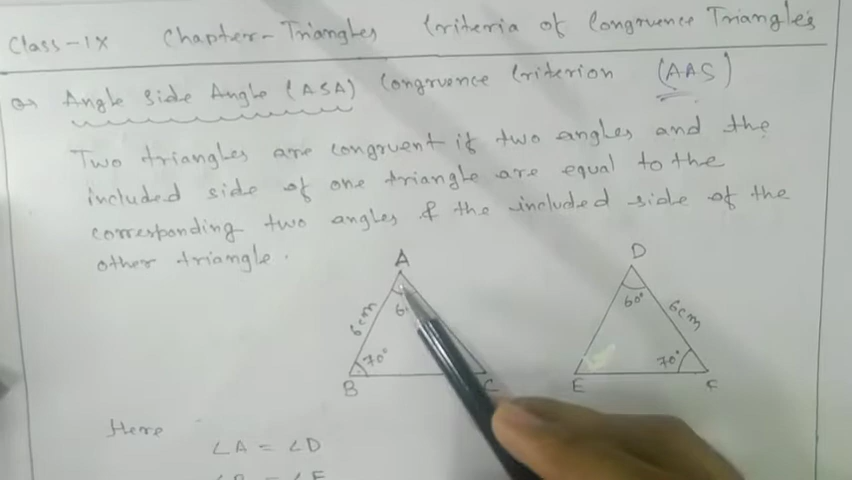 Class-IX Chapter-Triangles Criteria of Congruence Triangles
Angle Side Angle (ASA) Congruence Criterion (AAS)
Two triangles are congruent if two angles and the
included side of one triangle are equal to the
corresponding two angles & the included side of the
other triangle.
A
D
6cm
6
60°
6cm
70°
70°
B
C
E
F
Here
∠A = ∠D